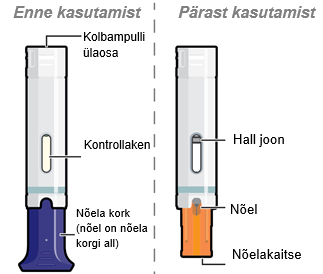 Enne kasutamist
Pärast kasutamist
Kolbampulli
ülaosa
Kontrollaken
Nõela kork
(nõel on nõela
korgi all)
Hall joon
Nõel
Nõelakaitse